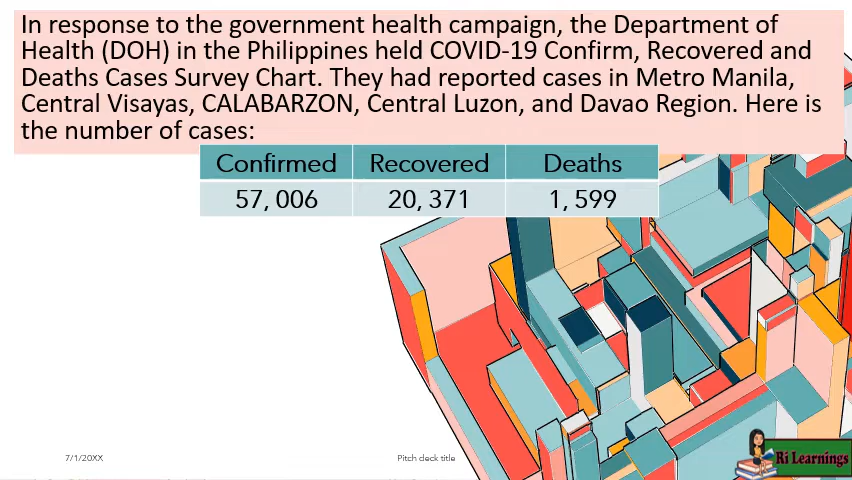 In response to the government health campaign, the Department of
Health (DOH) in the Philippines held COVID-19 Confirm, Recovered and
Deaths Cases Survey Chart. They had reported cases in Metro Manila,
Central Visayas, CALABARZON, Central Luzon, and Davao Region. Here is
the number of cases:
Confirmed Recovered Deaths
57, 006 20, 371 1, 599
7/1/20XX Pitch deck title
Ri Learnings